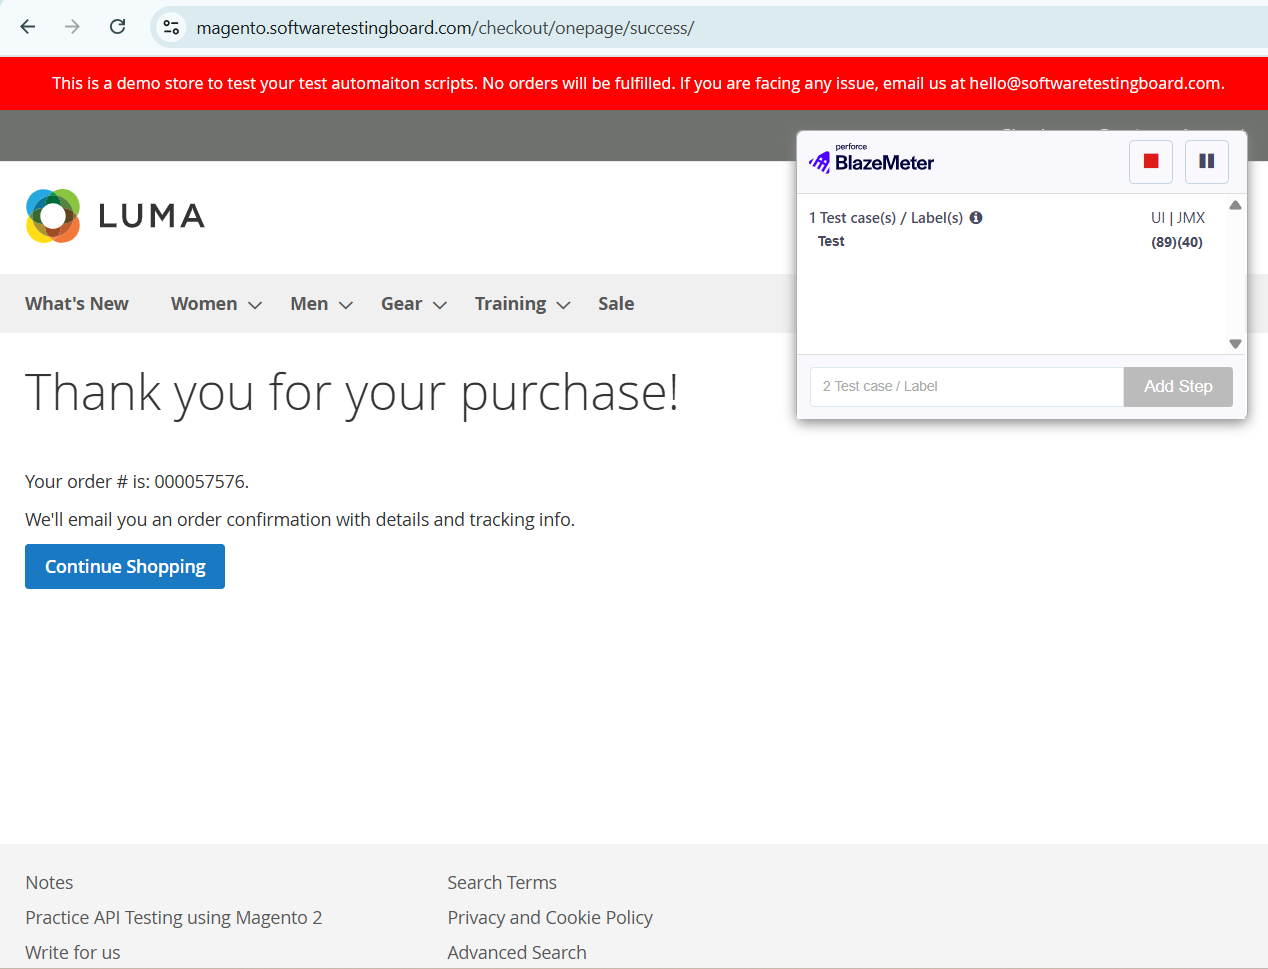 magento.softwaretestingboard.com/checkout/onepage/success/
This is a demo store to test your test automaiton scripts. No orders will be fulfilled. If you are facing any issue, email us at hello@softwaretestingboard.com.
perforce
BlazeMeter
1 Test case(s) / Label(s)
UI | JMX
Test
(89)(40)
2 Test case / Label
Add Step
LUMA
What's New
Women
Men
Gear
Training
Sale
Thank you for your purchase!
Your order # is: 000057576.
We'll email you an order confirmation with details and tracking info.
Continue Shopping
Notes
Practice API Testing using Magento 2
Write for us
Search Terms
Privacy and Cookie Policy
Advanced Search